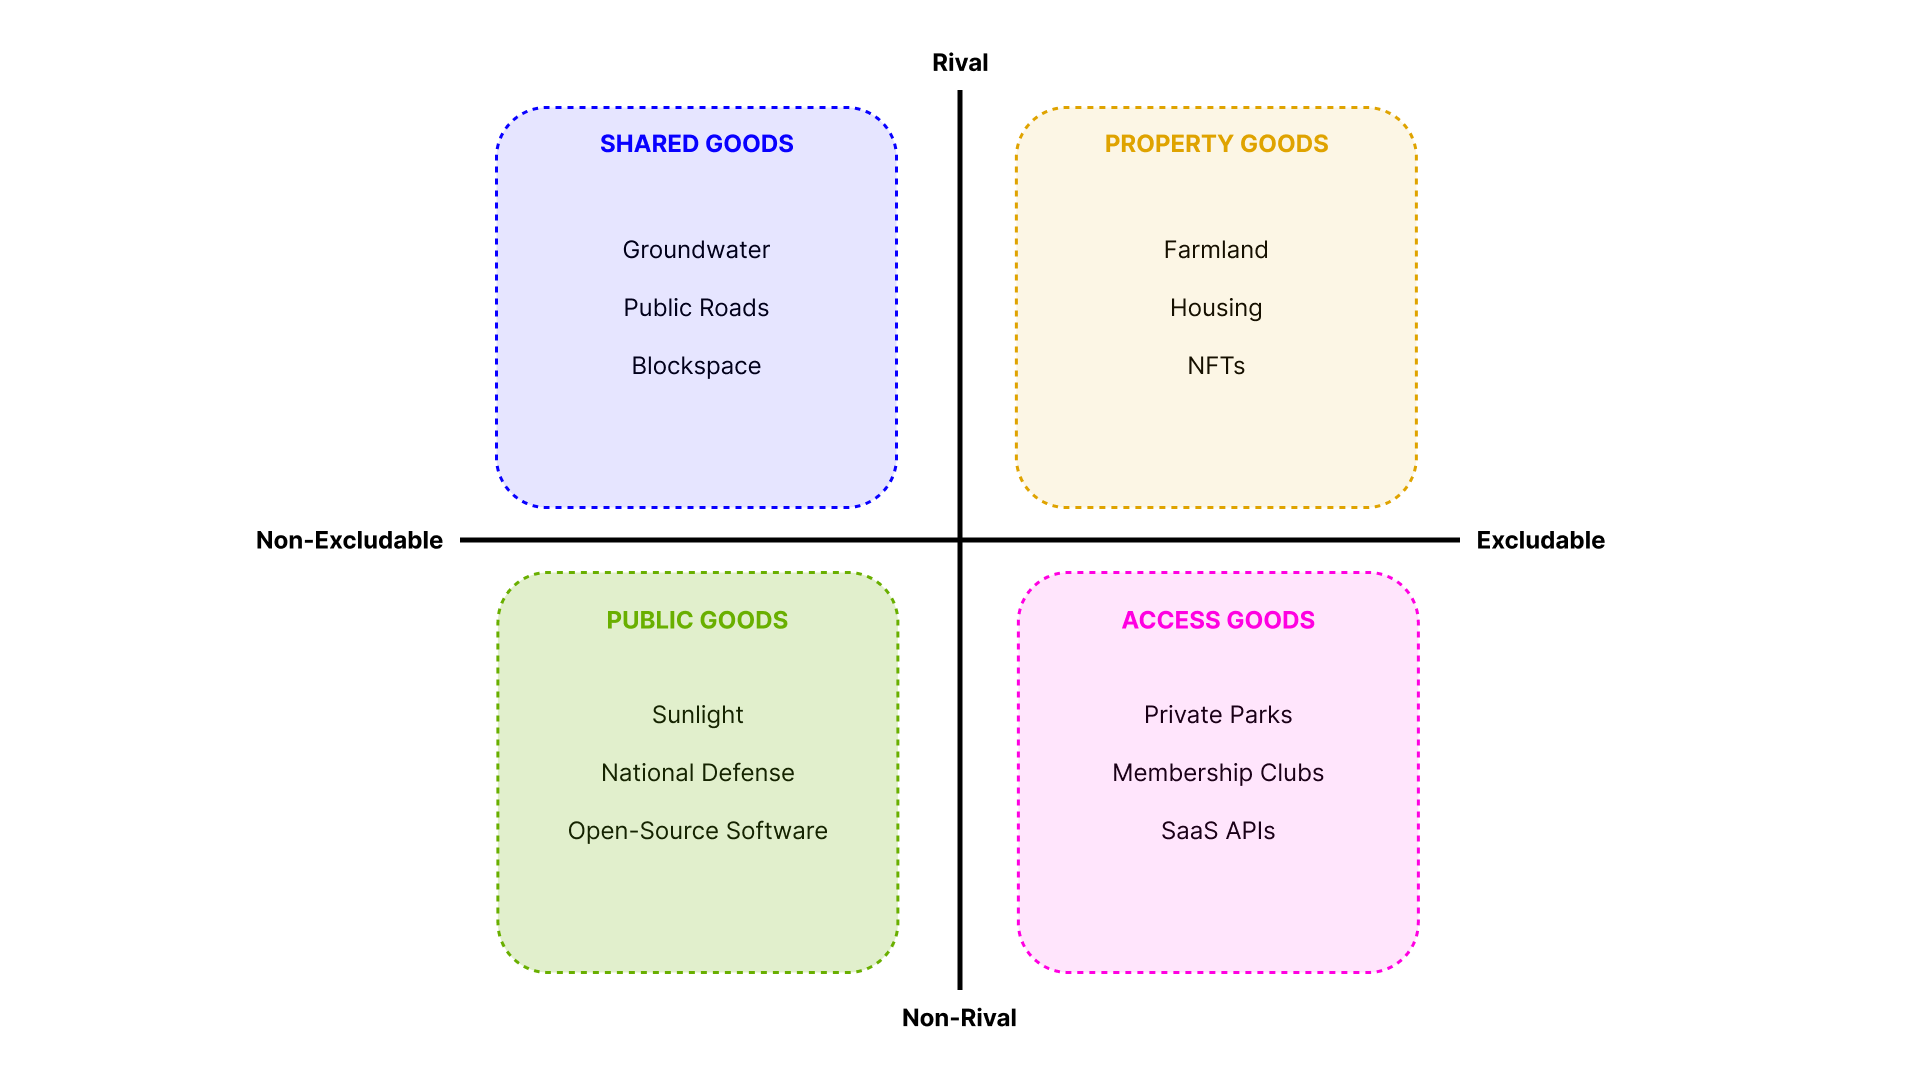 Rival
SHARED GOODS
Groundwater
Public Roads
Blockspace
PROPERTY GOODS
Farmland
Housing
NFTs
Non-Excludable
Excludable
PUBLIC GOODS
Sunlight
National Defense
Open-Source Software
ACCESS GOODS
Private Parks
Membership Clubs
SaaS APIs
Non-Rival